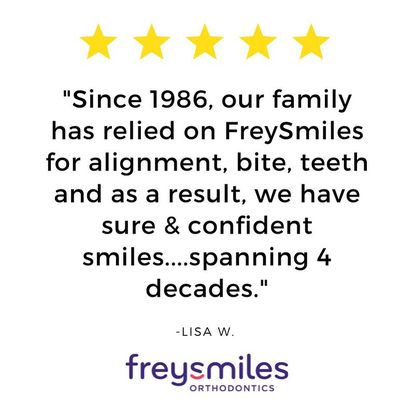 "Since 1986, our family
has relied on FreySmiles
for alignment, bite, teeth
and as a result, we have
sure & confident
smiles....spanning 4
decades."
-LISA W.
freysmiles
ORTHODONTICS